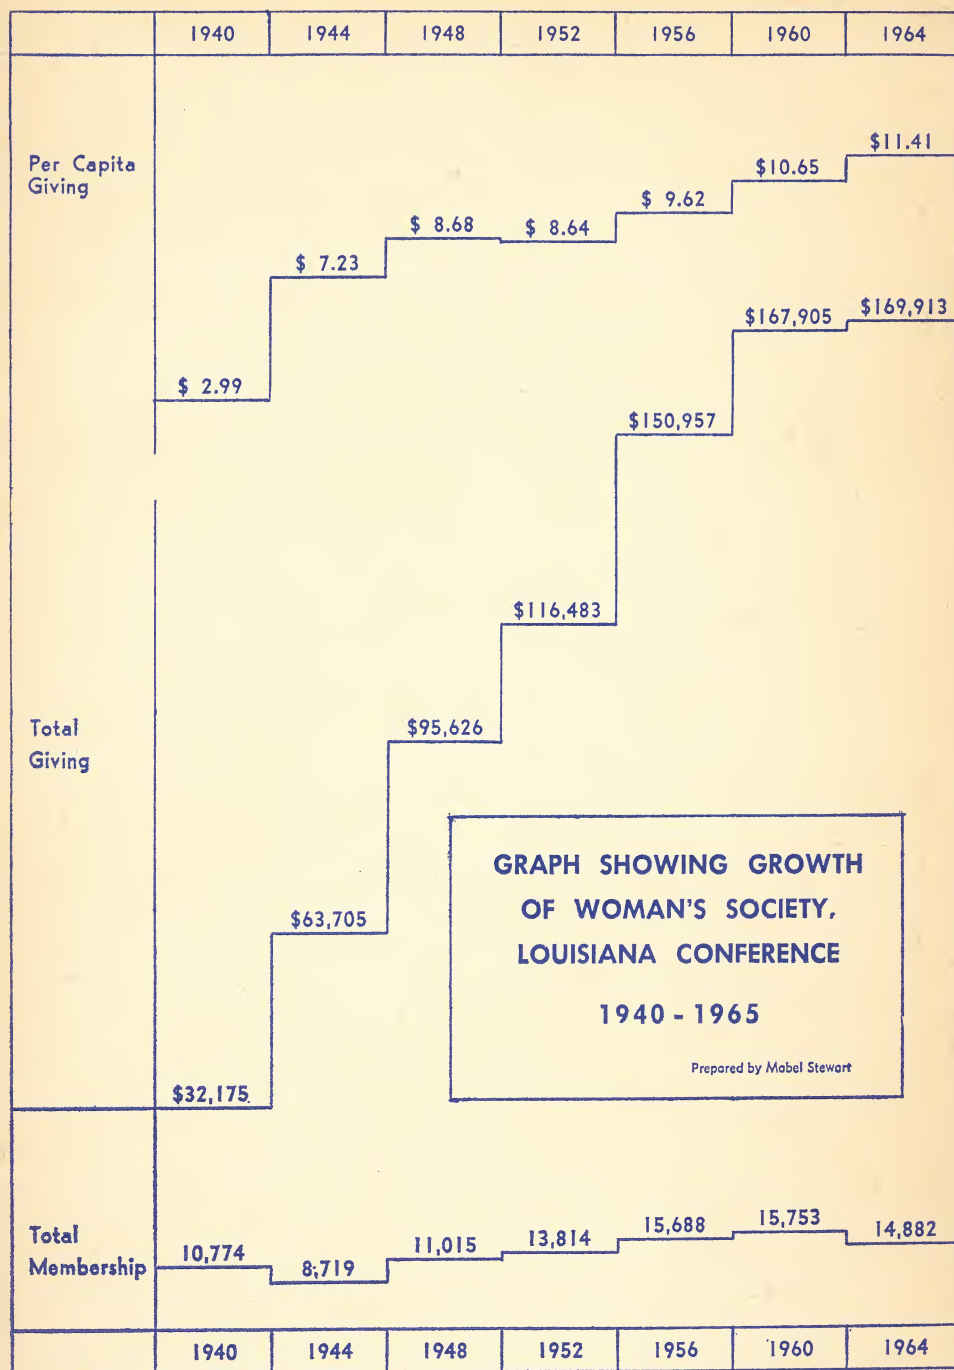 1940 1944 1948 1952 1956 1960 1964
Per Capita
Giving
$ 2.99 $ 7.23 $ 8.68 $ 8.64 $ 9.62 $10.65 $11.41
Total
Giving
$32,175 $63,705 $95,626 $116,483 $150,957 $167,905 $169,913
GRAPH SHOWING GROWTH
OF WOMAN'S SOCIETY,
LOUISIANA CONFERENCE
1940 - 1965
Prepared by Mabel Stewart
Total
Membership
10,774 8,719 11,015 13,814 15,688 15,753 14,882
1940 1944 1948 1952 1956 1960 1964